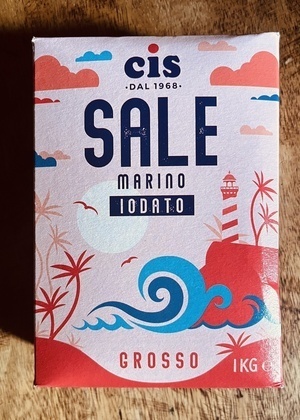 cis
·DAL 1968·
SALE
MARINO
IODATO
GROSSO
1KG e